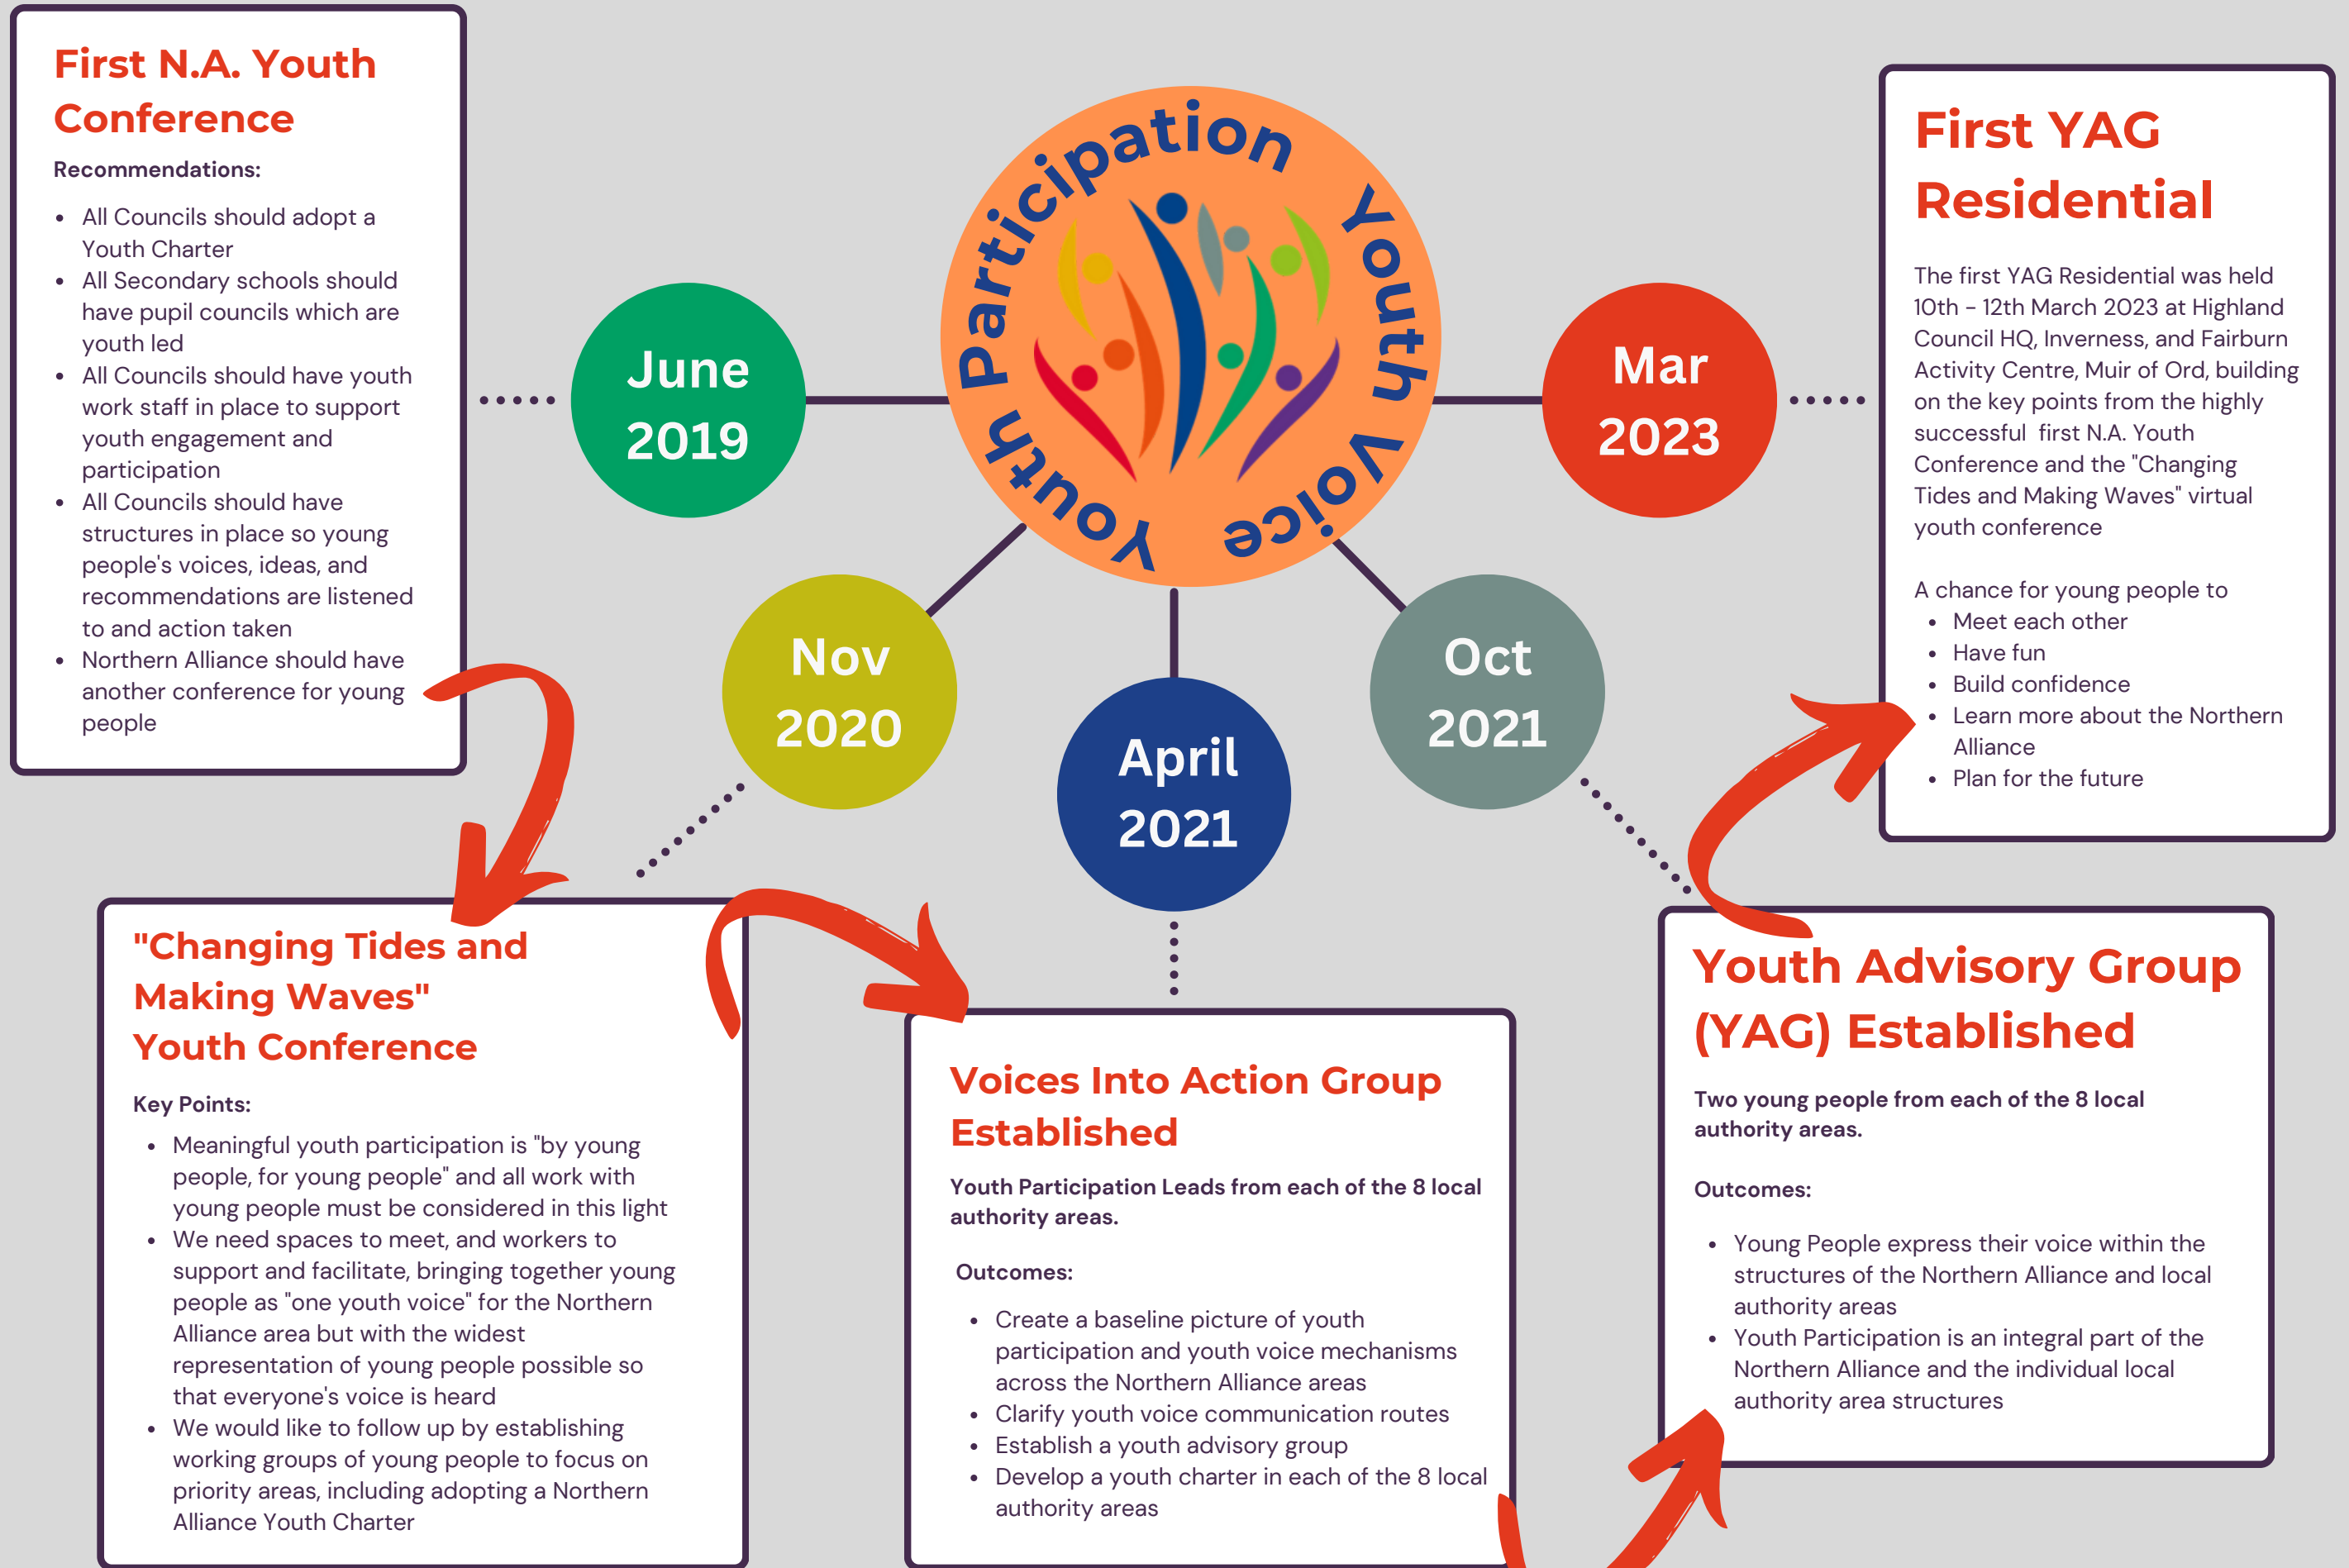 First N.A. Youth
Conference
Recommendations:
• All Councils should adopt a
Youth Charter
• All Secondary schools should
have pupil councils which are
youth led
• All Councils should have youth
work staff in place to support
youth engagement and
participation
• All Councils should have
structures in place so young
people's voices, ideas, and
recommendations are listened
to and action taken
• Northern Alliance should have
another conference for young
people
June
2019
Youth Participation
Youth Voice
Mar
2023
Nov
2020
April
2021
Oct
2021
"Changing Tides and
Making Waves"
Youth Conference
Key Points:
• Meaningful youth participation is "by young
people, for young people" and all work with
young people must be considered in this light
• We need spaces to meet, and workers to
support and facilitate, bringing together young
people as "one youth voice" for the Northern
Alliance area but with the widest
representation of young people possible so
that everyone's voice is heard
• We would like to follow up by establishing
working groups of young people to focus on
priority areas, including adopting a Northern
Alliance Youth Charter
Voices Into Action Group
Established
Youth Participation Leads from each of the 8 local
authority areas.
Outcomes:
• Create a baseline picture of youth
participation and youth voice mechanisms
across the Northern Alliance areas
• Clarify youth voice communication routes
• Establish a youth advisory group
• Develop a youth charter in each of the 8 local
authority areas
Youth Advisory Group
(YAG) Established
Two young people from each of the 8 local
authority areas.
Outcomes:
• Young People express their voice within the
structures of the Northern Alliance and local
authority areas
• Youth Participation is an integral part of the
Northern Alliance and the individual local
authority area structures
First YAG
Residential
The first YAG Residential was held
10th - 12th March 2023 at Highland
Council HQ, Inverness, and Fairburn
Activity Centre, Muir of Ord, building
on the key points from the highly
successful first N.A. Youth
Conference and the "Changing
Tides and Making Waves" virtual
youth conference
A chance for young people to
• Meet each other
• Have fun
• Build confidence
• Learn more about the Northern
Alliance
• Plan for the future